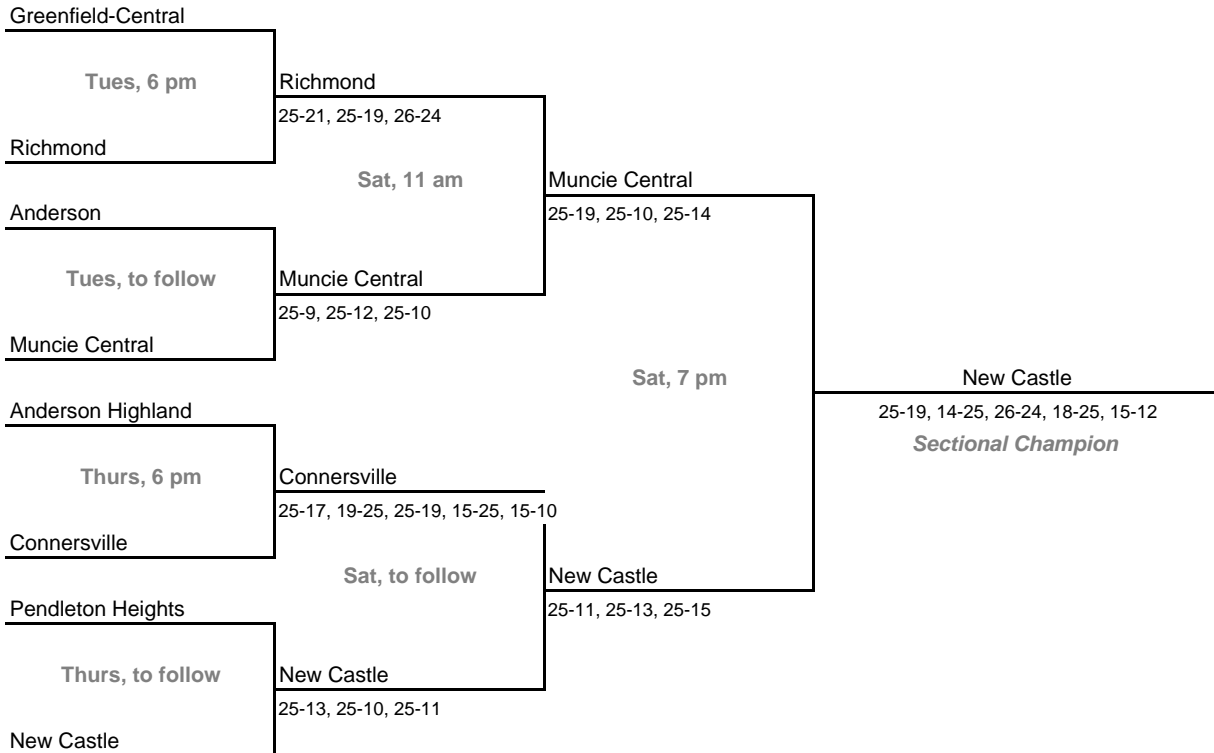 Greenfield-Central
Tues, 6 pm
Richmond
25-21, 25-19, 26-24
Richmond
Sat, 11 am
Muncie Central
25-19, 25-10, 25-14
Anderson
Tues, to follow
Muncie Central
25-9, 25-12, 25-10
Muncie Central
Sat, 7 pm
New Castle
25-19, 14-25, 26-24, 18-25, 15-12
Sectional Champion
Anderson Highland
Thurs, 6 pm
Connersville
25-17, 19-25, 25-19, 15-25, 15-10
Connersville
Sat, to follow
New Castle
25-11, 25-13, 25-15
Pendleton Heights
Thurs, to follow
New Castle
25-13, 25-10, 25-11
New Castle